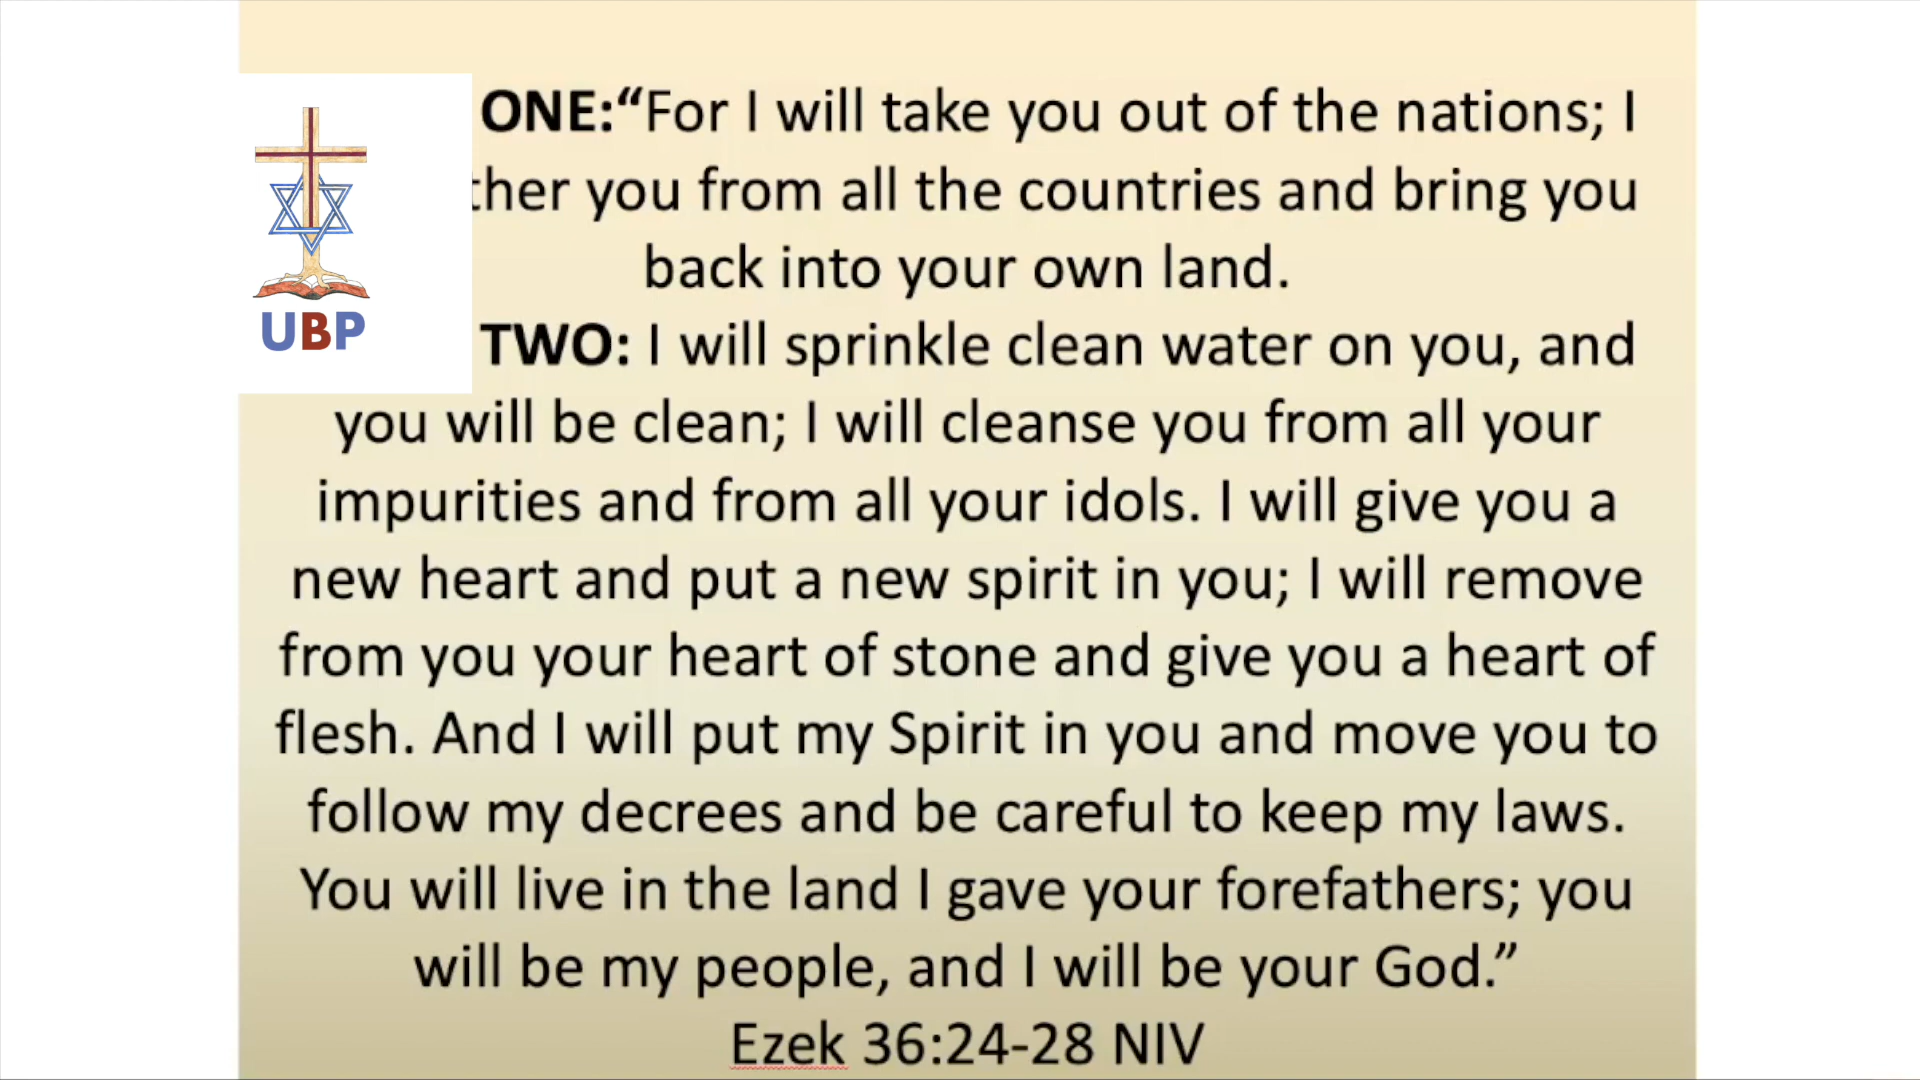 ONE:“For I will take you out of the nations; I
ther you from all the countries and bring you
back into your own land.
TWO: I will sprinkle clean water on you, and
you will be clean; I will cleanse you from all your
impurities and from all your idols. I will give you a
new heart and put a new spirit in you; I will remove
from you your heart of stone and give you a heart of
flesh. And I will put my Spirit in you and move you to
follow my decrees and be careful to keep my laws.
You will live in the land I gave your forefathers; you
will be my people, and I will be your God.”
Ezek 36:24-28 NIV
UBP